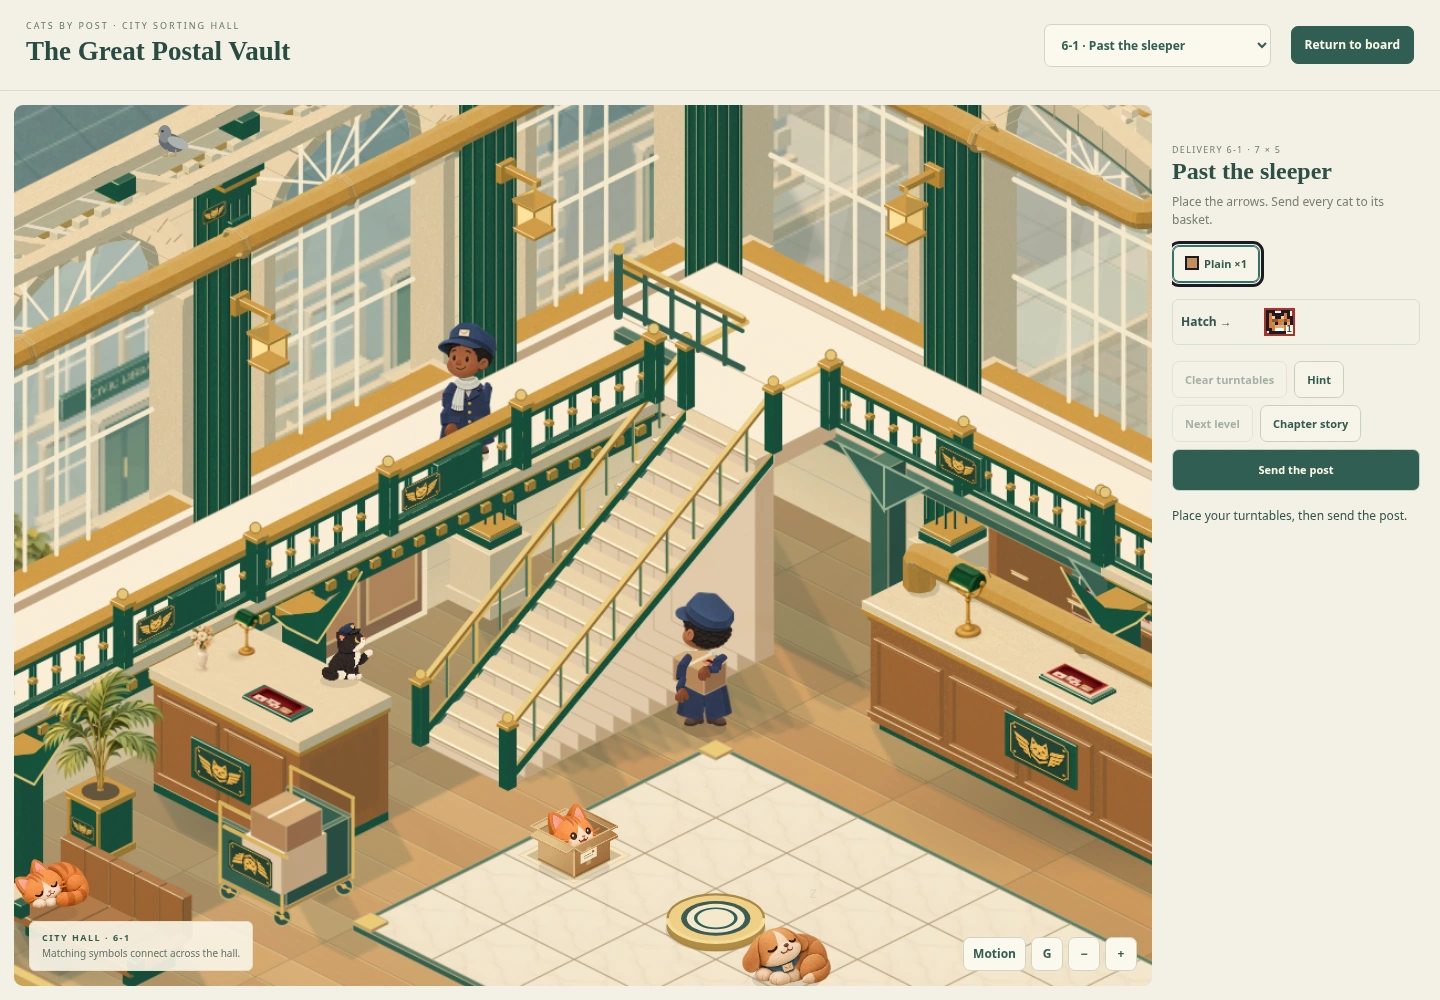 CATS BY POST · CITY SORTING HALL
The Great Postal Vault
6-1 · Past the sleeper
Return to board
DELIVERY 6-1 · 7 × 5
Past the sleeper
Place the arrows. Send every cat to its
basket.
Plain ×1
Hatch →
1
Clear turntables
Hint
Next level
Chapter story
Send the post
Place your turntables, then send the post.
z
CITY HALL · 6-1
Matching symbols connect across the hall.
Motion
G
−
+